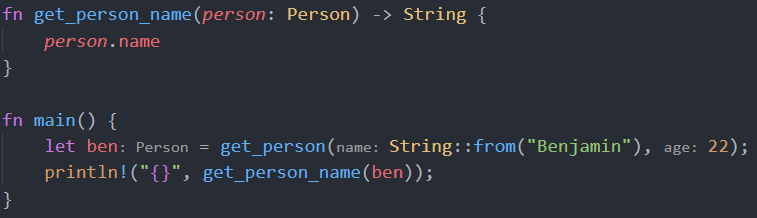 fn get_person_name(person: Person) -> String {
    person.name
}

fn main() {
    let ben: Person = get_person(name: String::from("Benjamin"), age: 22);
    println!("{}", get_person_name(ben));
}